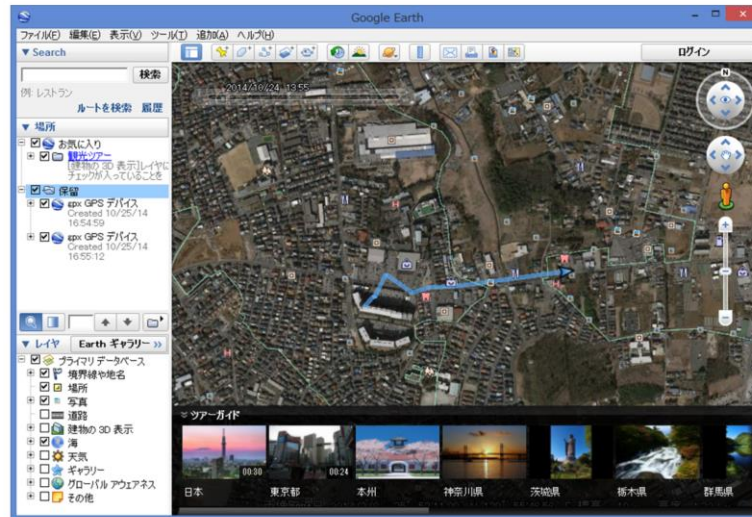 Google Earth
ファイル(F) 編集(E) 表示(V) ツール(T) 追加(A) ヘルプ(H)
▼ Search
検索
例: レストラン
ルートを検索 履歴
▼ 場所
お気に入り
観光ツアー
[建物の 3D 表示]レイヤに
チェックが入っていることを
保留
gpx GPS デバイス
Created 10/25/14
16:54:59
gpx GPS デバイス
Created 10/25/14
16:55:12
▼ レイヤ Earth ギャラリー >>
プライマリ データベース
境界線や地名
場所
写真
道路
建物の 3D 表示
海
天気
ギャラリー
グローバル アウェアネス
その他
ログイン
2014/10/24 13:55
N
ツアーガイド
00:30
00:24
日本
東京都
本州
神奈川県
茨城県
栃木県
群馬県